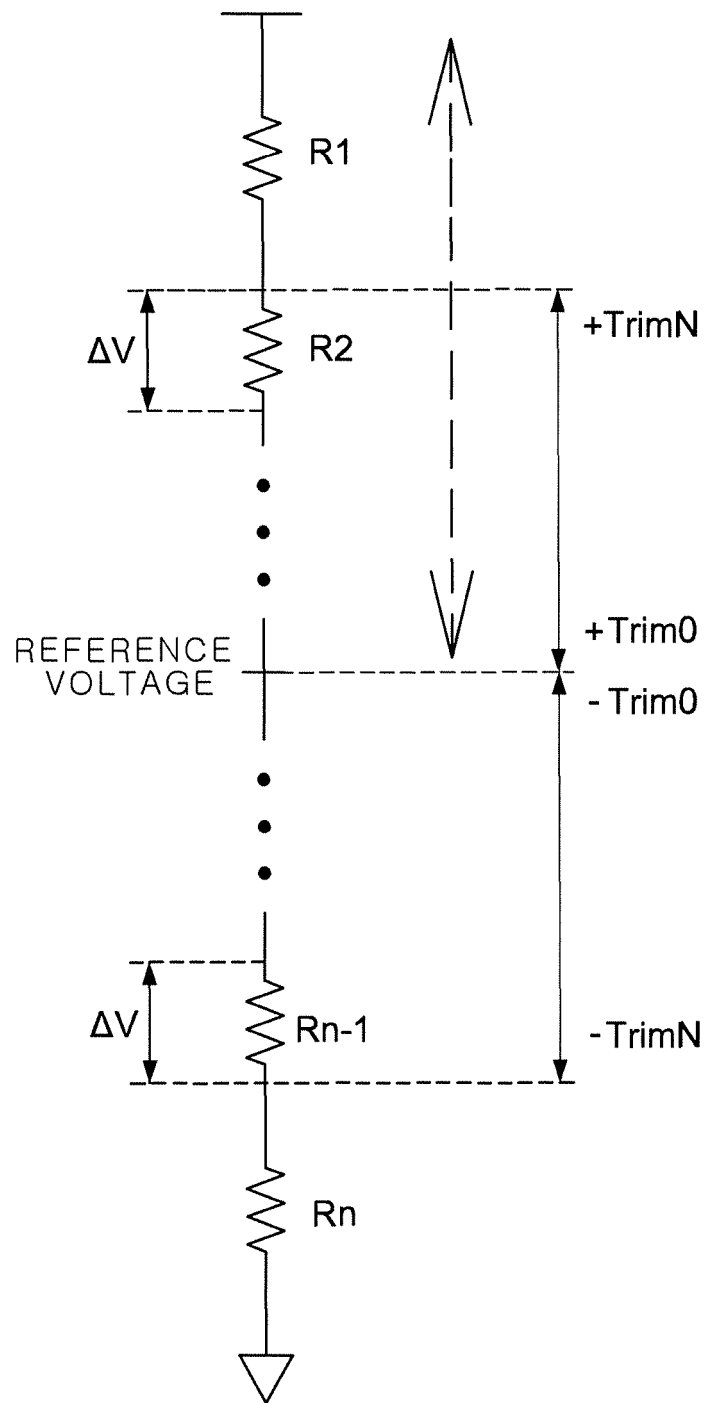 R1
+TrimN
ΔV
R2
+Trim0
REFERENCE
VOLTAGE
- Trim0
ΔV
Rn-1
-TrimN
Rn